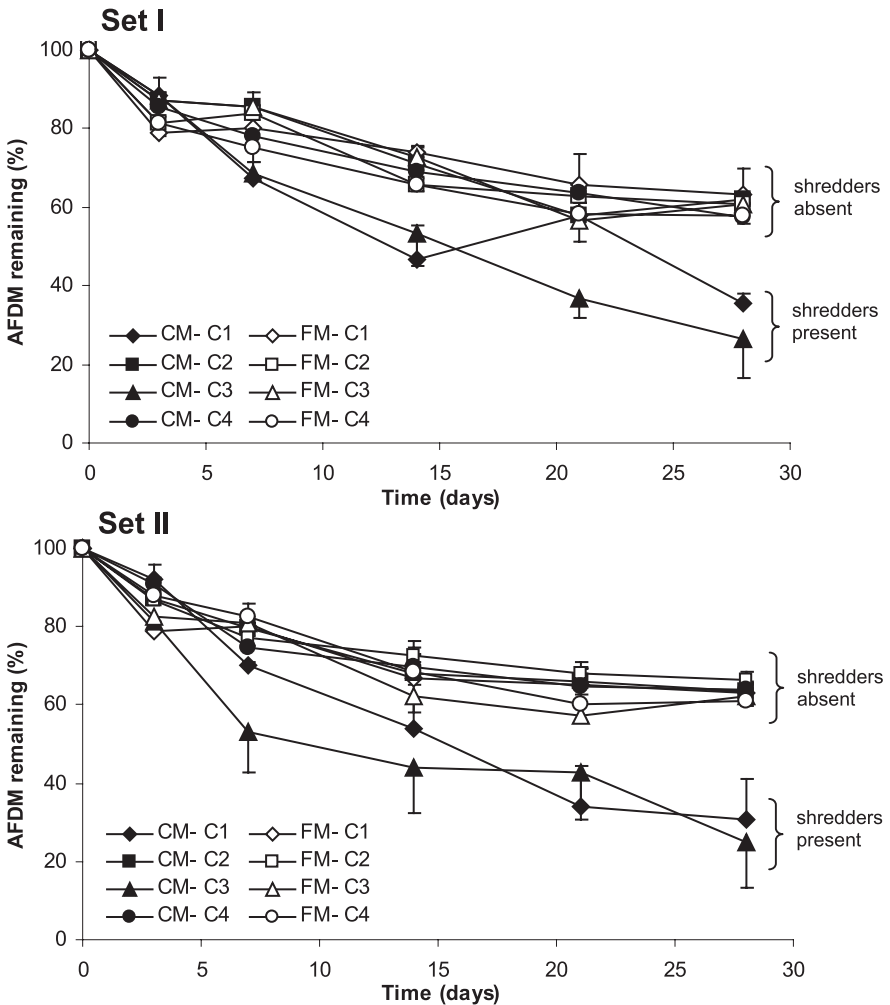 Set I
100
80
60
40
20
0
AFDM remaining (%)
CM- C1 FM- C1
CM- C2 FM- C2
CM- C3 FM- C3
CM- C4 FM- C4
shredders
absent
shredders
present
0 5 10 15 20 25 30
Time (days)
Set II
100
80
60
40
20
0
AFDM remaining (%)
CM- C1 FM- C1
CM- C2 FM- C2
CM- C3 FM- C3
CM- C4 FM- C4
shredders
absent
shredders
present
0 5 10 15 20 25 30
Time (days)